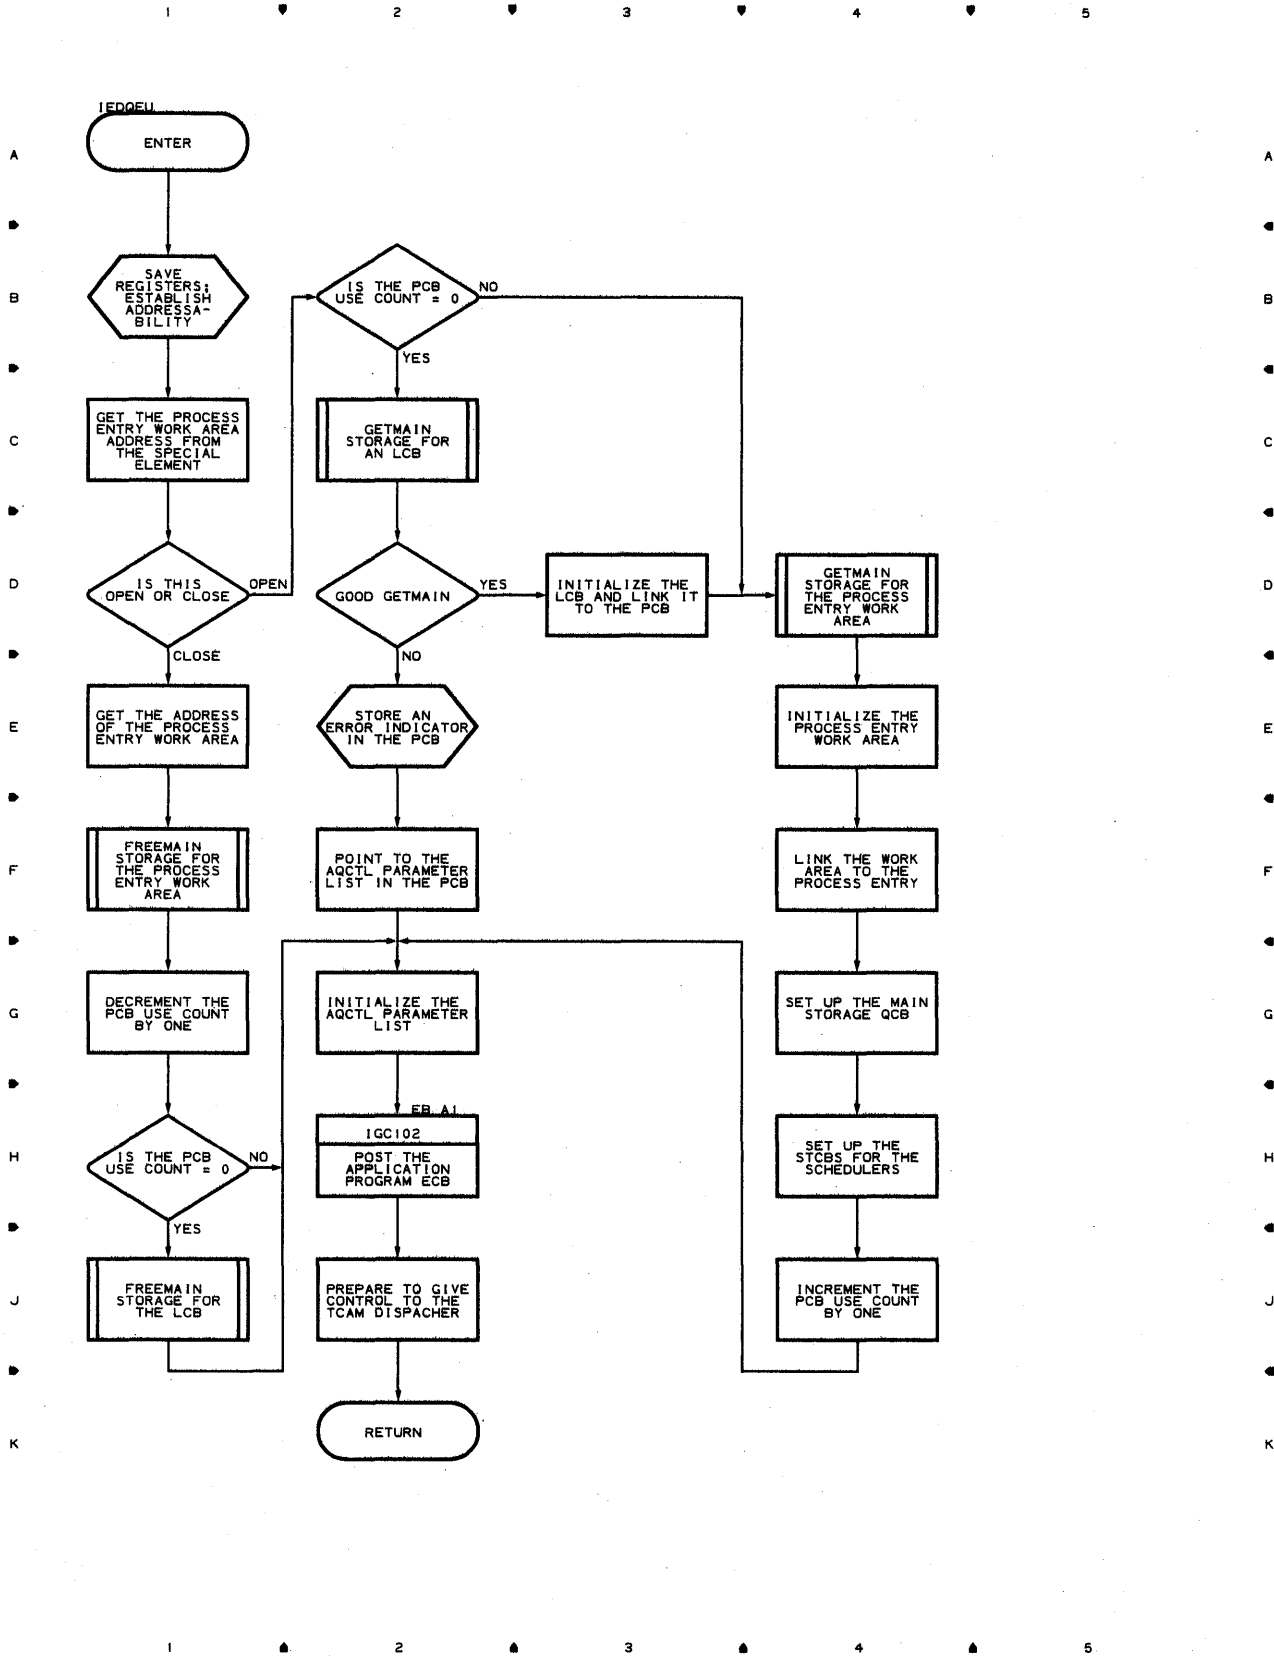 1 2 3 4 5
IEDQEU
ENTER
A A
SAVE
REGISTERS;
ESTABLISH
ADDRESSA-
BILITY
IS THE PCB
USE COUNT = 0
NO
B B
YES
GET THE PROCESS
ENTRY WORK AREA
ADDRESS FROM
THE SPECIAL
ELEMENT
GETMAIN
STORAGE FOR
AN LCB
C C
IS THIS
OPEN OR CLOSE
OPEN
GOOD GETMAIN
YES
INITIALIZE THE
LCB AND LINK IT
TO THE PCB
GETMAIN
STORAGE FOR
THE PROCESS
ENTRY WORK
AREA
D D
CLOSE
NO
GET THE ADDRESS
OF THE PROCESS
ENTRY WORK AREA
STORE AN
ERROR INDICATOR
IN THE PCB
INITIALIZE THE
PROCESS ENTRY
WORK AREA
E E
FREEMAIN
STORAGE FOR
THE PROCESS
ENTRY WORK
AREA
POINT TO THE
AQCTL PARAMETER
LIST IN THE PCB
LINK THE WORK
AREA TO THE
PROCESS ENTRY
F F
DECREMENT THE
PCB USE COUNT
BY ONE
INITIALIZE THE
AQCTL PARAMETER
LIST
SET UP THE MAIN
STORAGE QCB
G G
IS THE PCB
USE COUNT = 0
NO
EB A1
IGC102
POST THE
APPLICATION
PROGRAM ECB
SET UP THE
STCBS FOR THE
SCHEDULERS
H H
YES
FREEMAIN
STORAGE FOR
THE LCB
PREPARE TO GIVE
CONTROL TO THE
TCAM DISPACHER
INCREMENT THE
PCB USE COUNT
BY ONE
J J
RETURN
K K
1 2 3 4 5